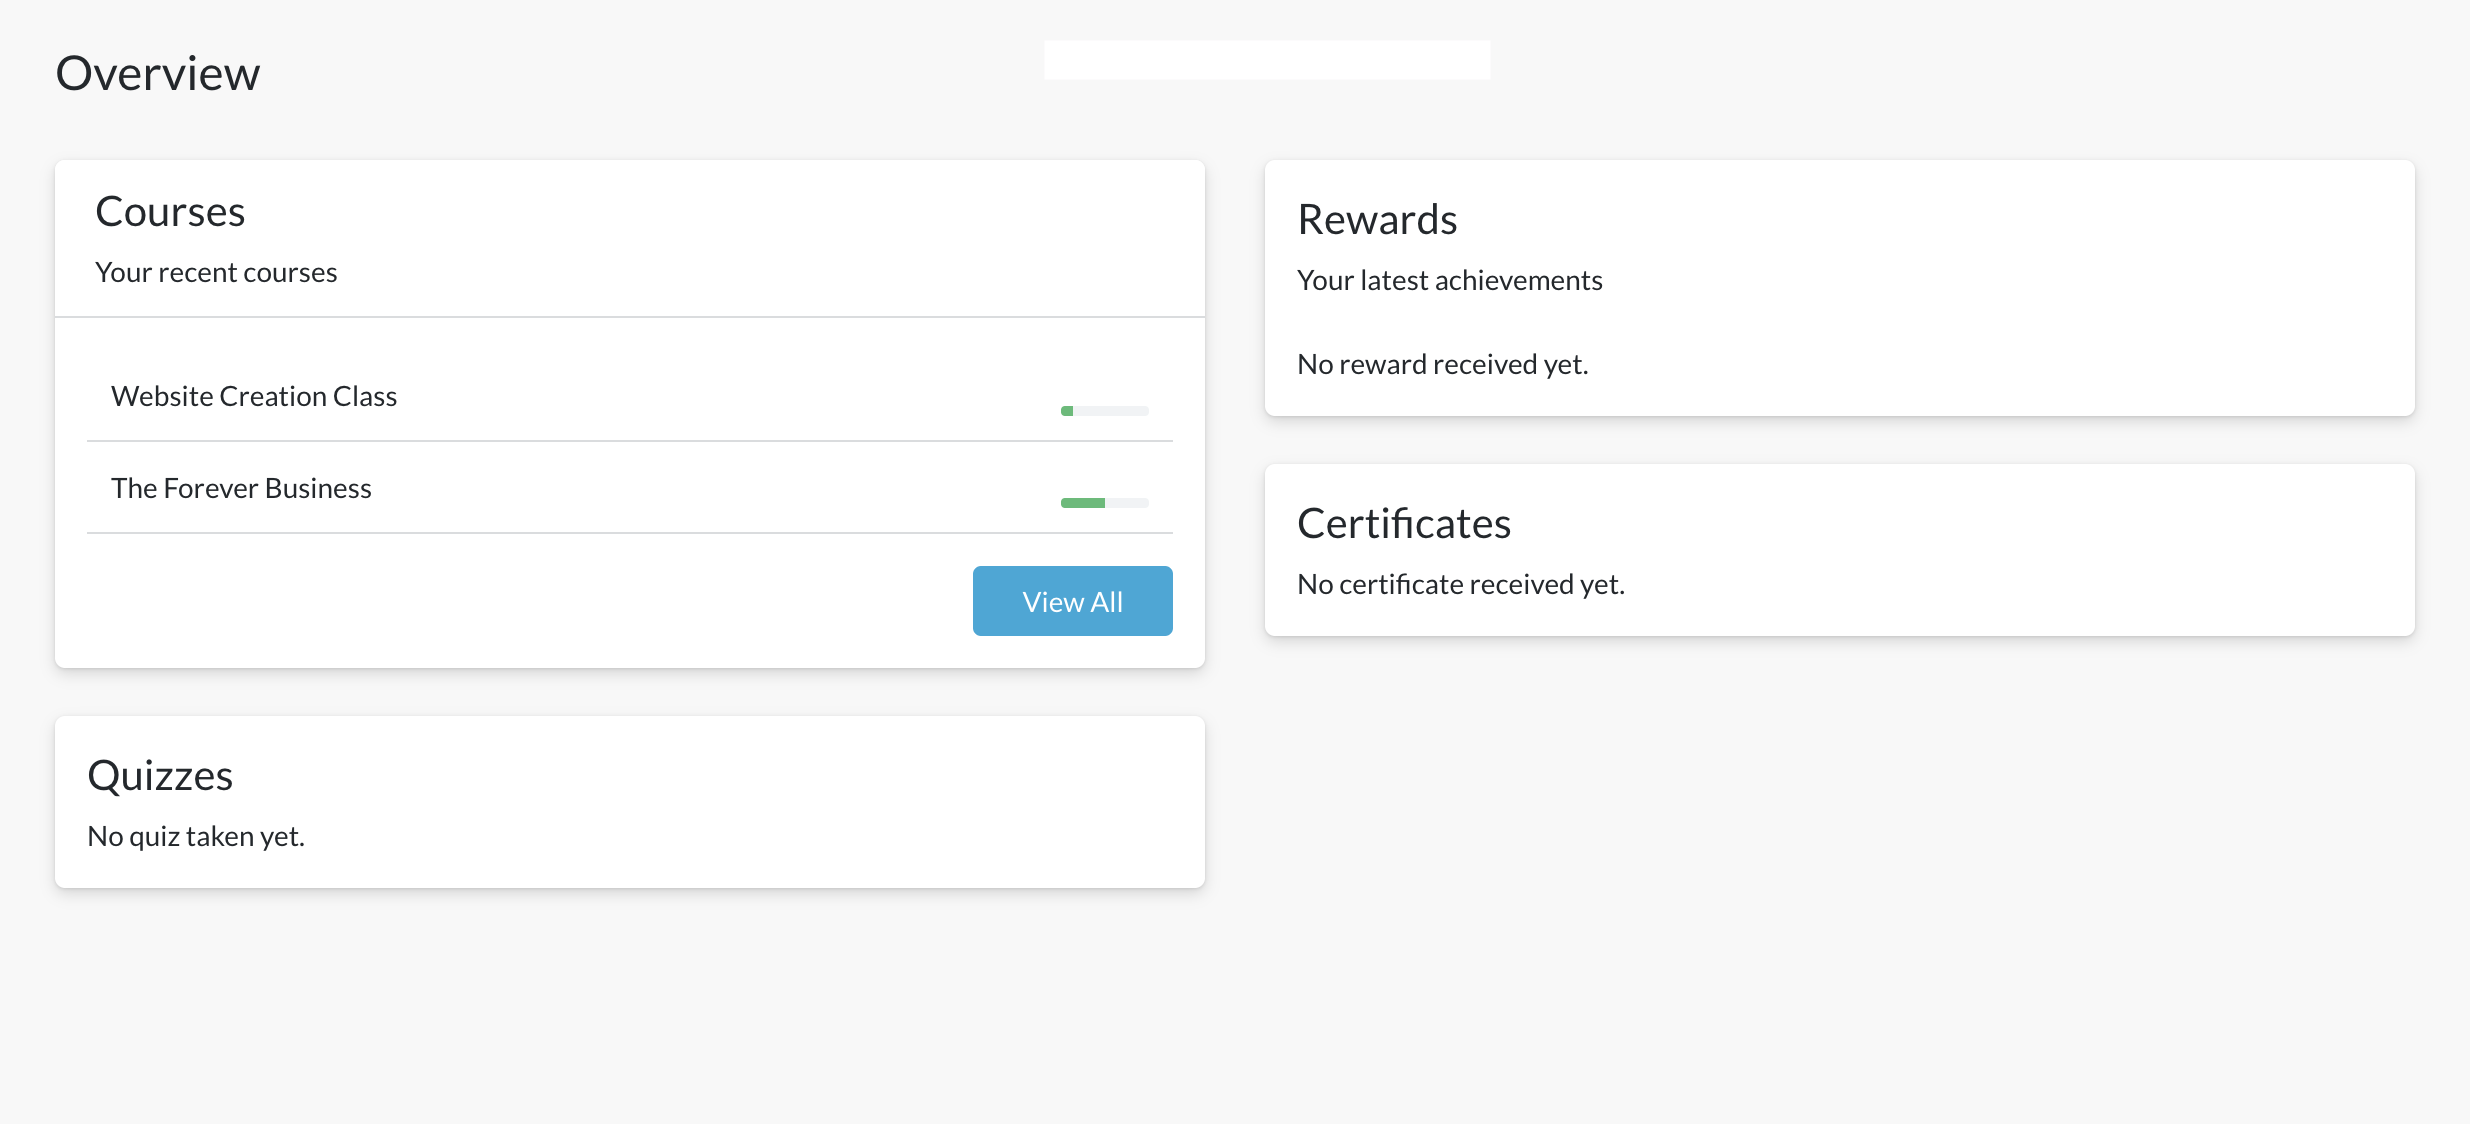 Overview
Courses
Your recent courses
Website Creation Class
The Forever Business
View All
Quizzes
No quiz taken yet.
Rewards
Your latest achievements
No reward received yet.
Certificates
No certificate received yet.